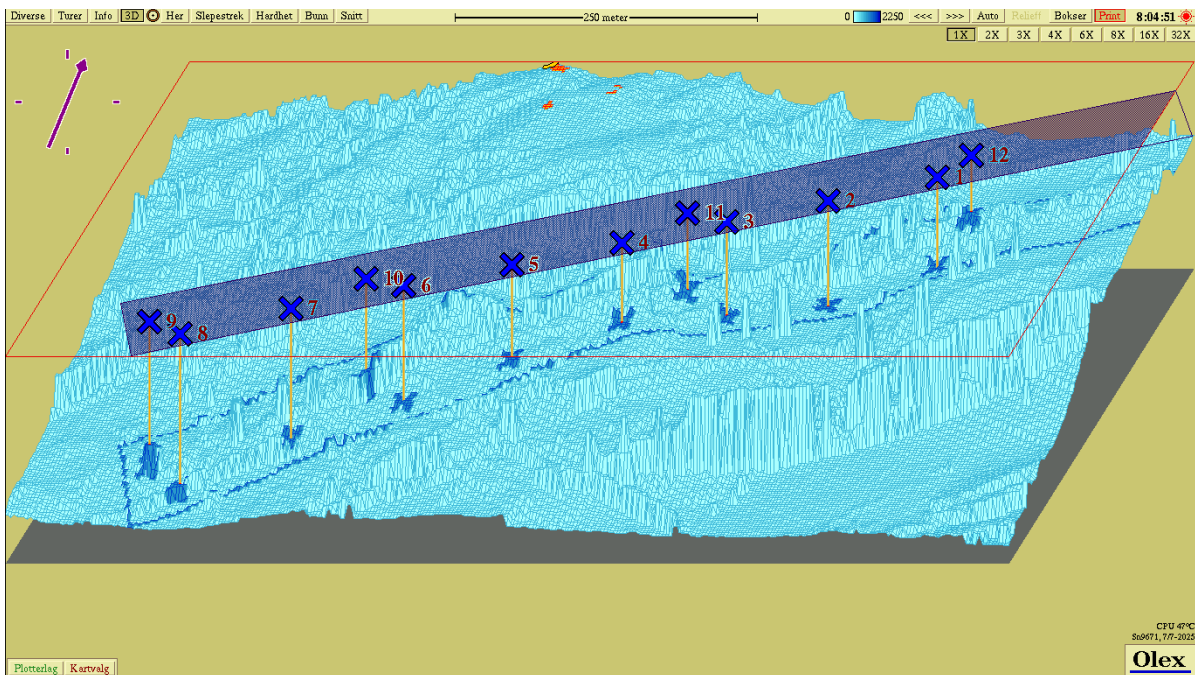 Diverse Turer Info 3D Her Slepestrek Hardhet Bunn Snitt 250 meter 0 2250 <<< >>> Auto Relieff Bokser Print 8:04:51
1X 2X 3X 4X 6X 8X 16X 32X
12
1
2
11 3
4
5
10 6
7
9 8
CPU 47°C
Sn9671, 7/7-2025
Plotterlag Kartvalg
Olex